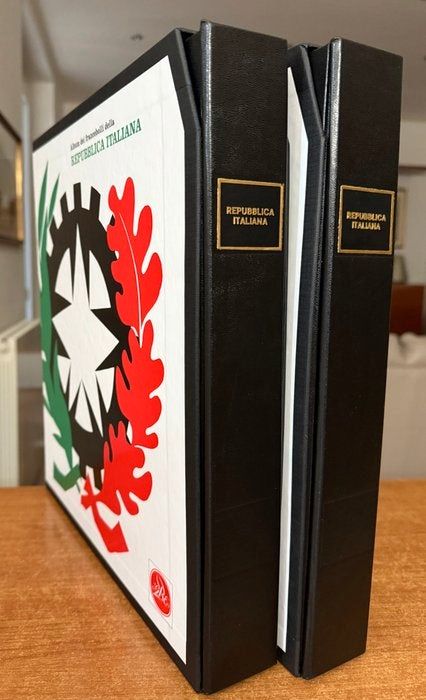 Album dei francobolli della
REPUBBLICA ITALIANA
REPUBBLICA
ITALIANA
REPUBBLICA
ITALIANA